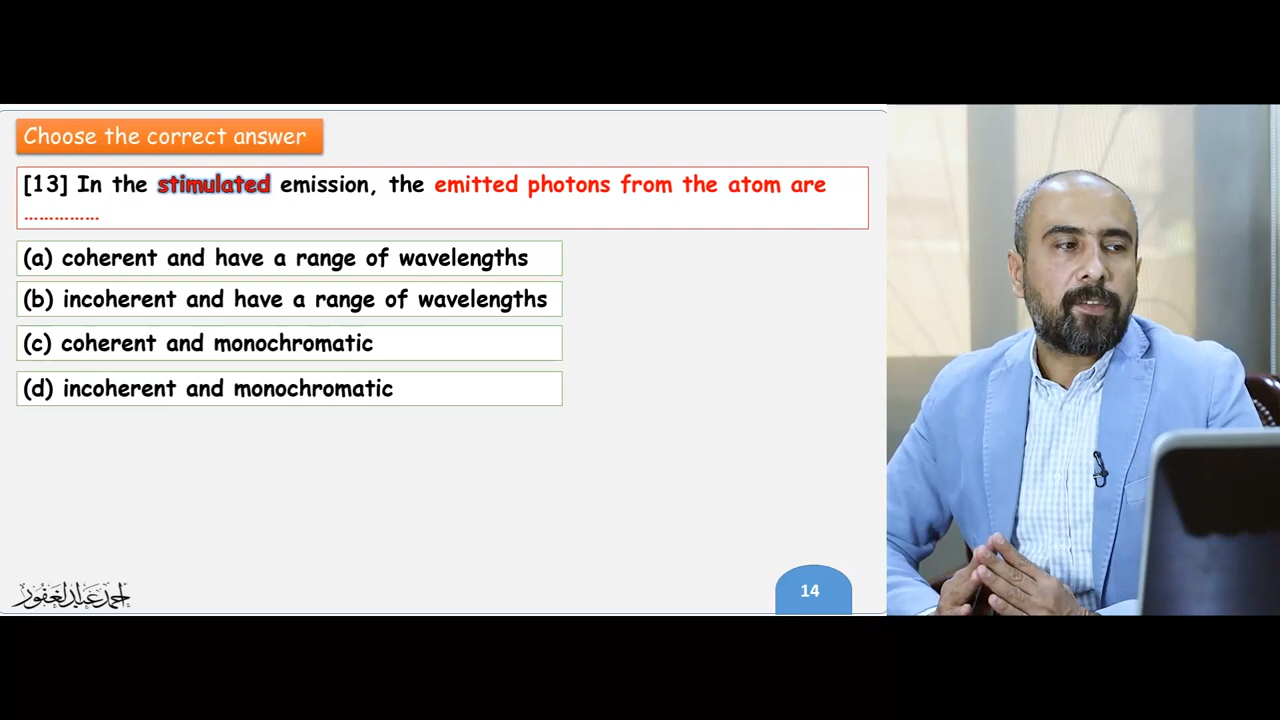 Choose the correct answer
[13] In the stimulated emission, the emitted photons from the atom are
……………
(a) coherent and have a range of wavelengths
(b) incoherent and have a range of wavelengths
(c) coherent and monochromatic
(d) incoherent and monochromatic
احمد عبد الغفور
14